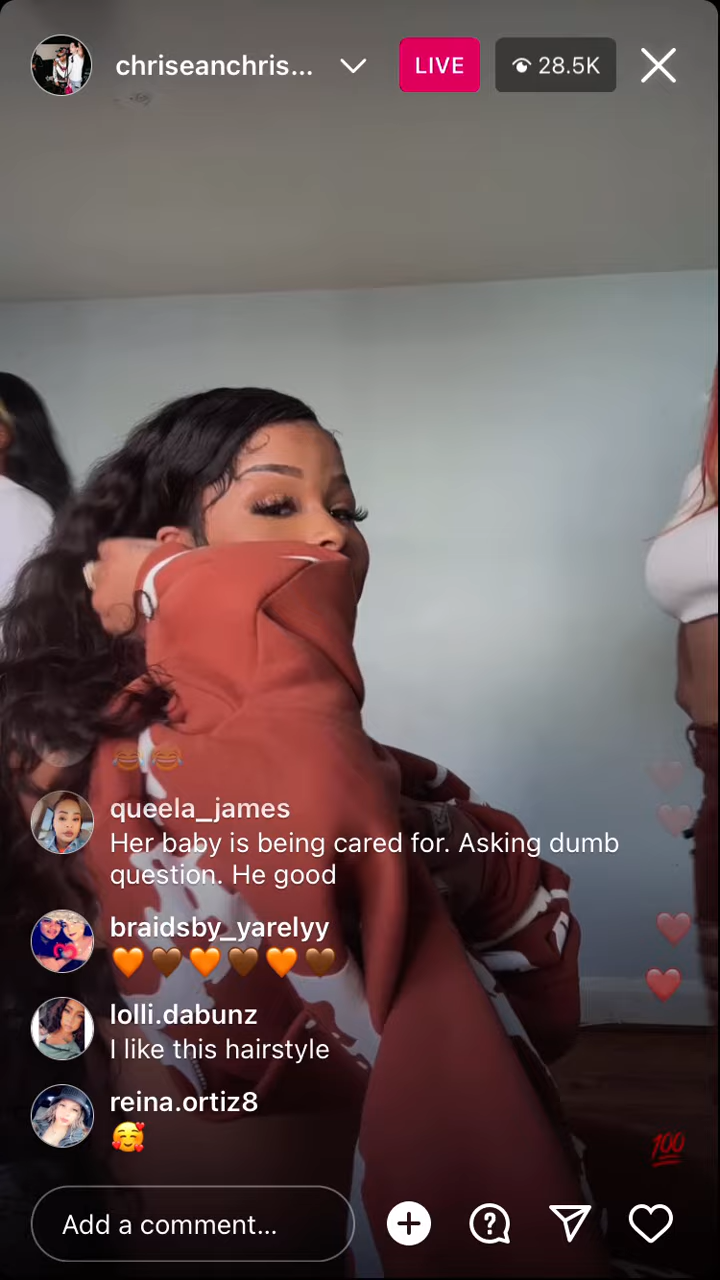 chriseanchris...
LIVE
28.5K
😂😂
queela_james
Her baby is being cared for. Asking dumb
question. He good
braidsby_yarelyy
🧡🤎🧡🤎🧡🤎
lolli.dabunz
I like this hairstyle
reina.ortiz8
🥰
💯
Add a comment...